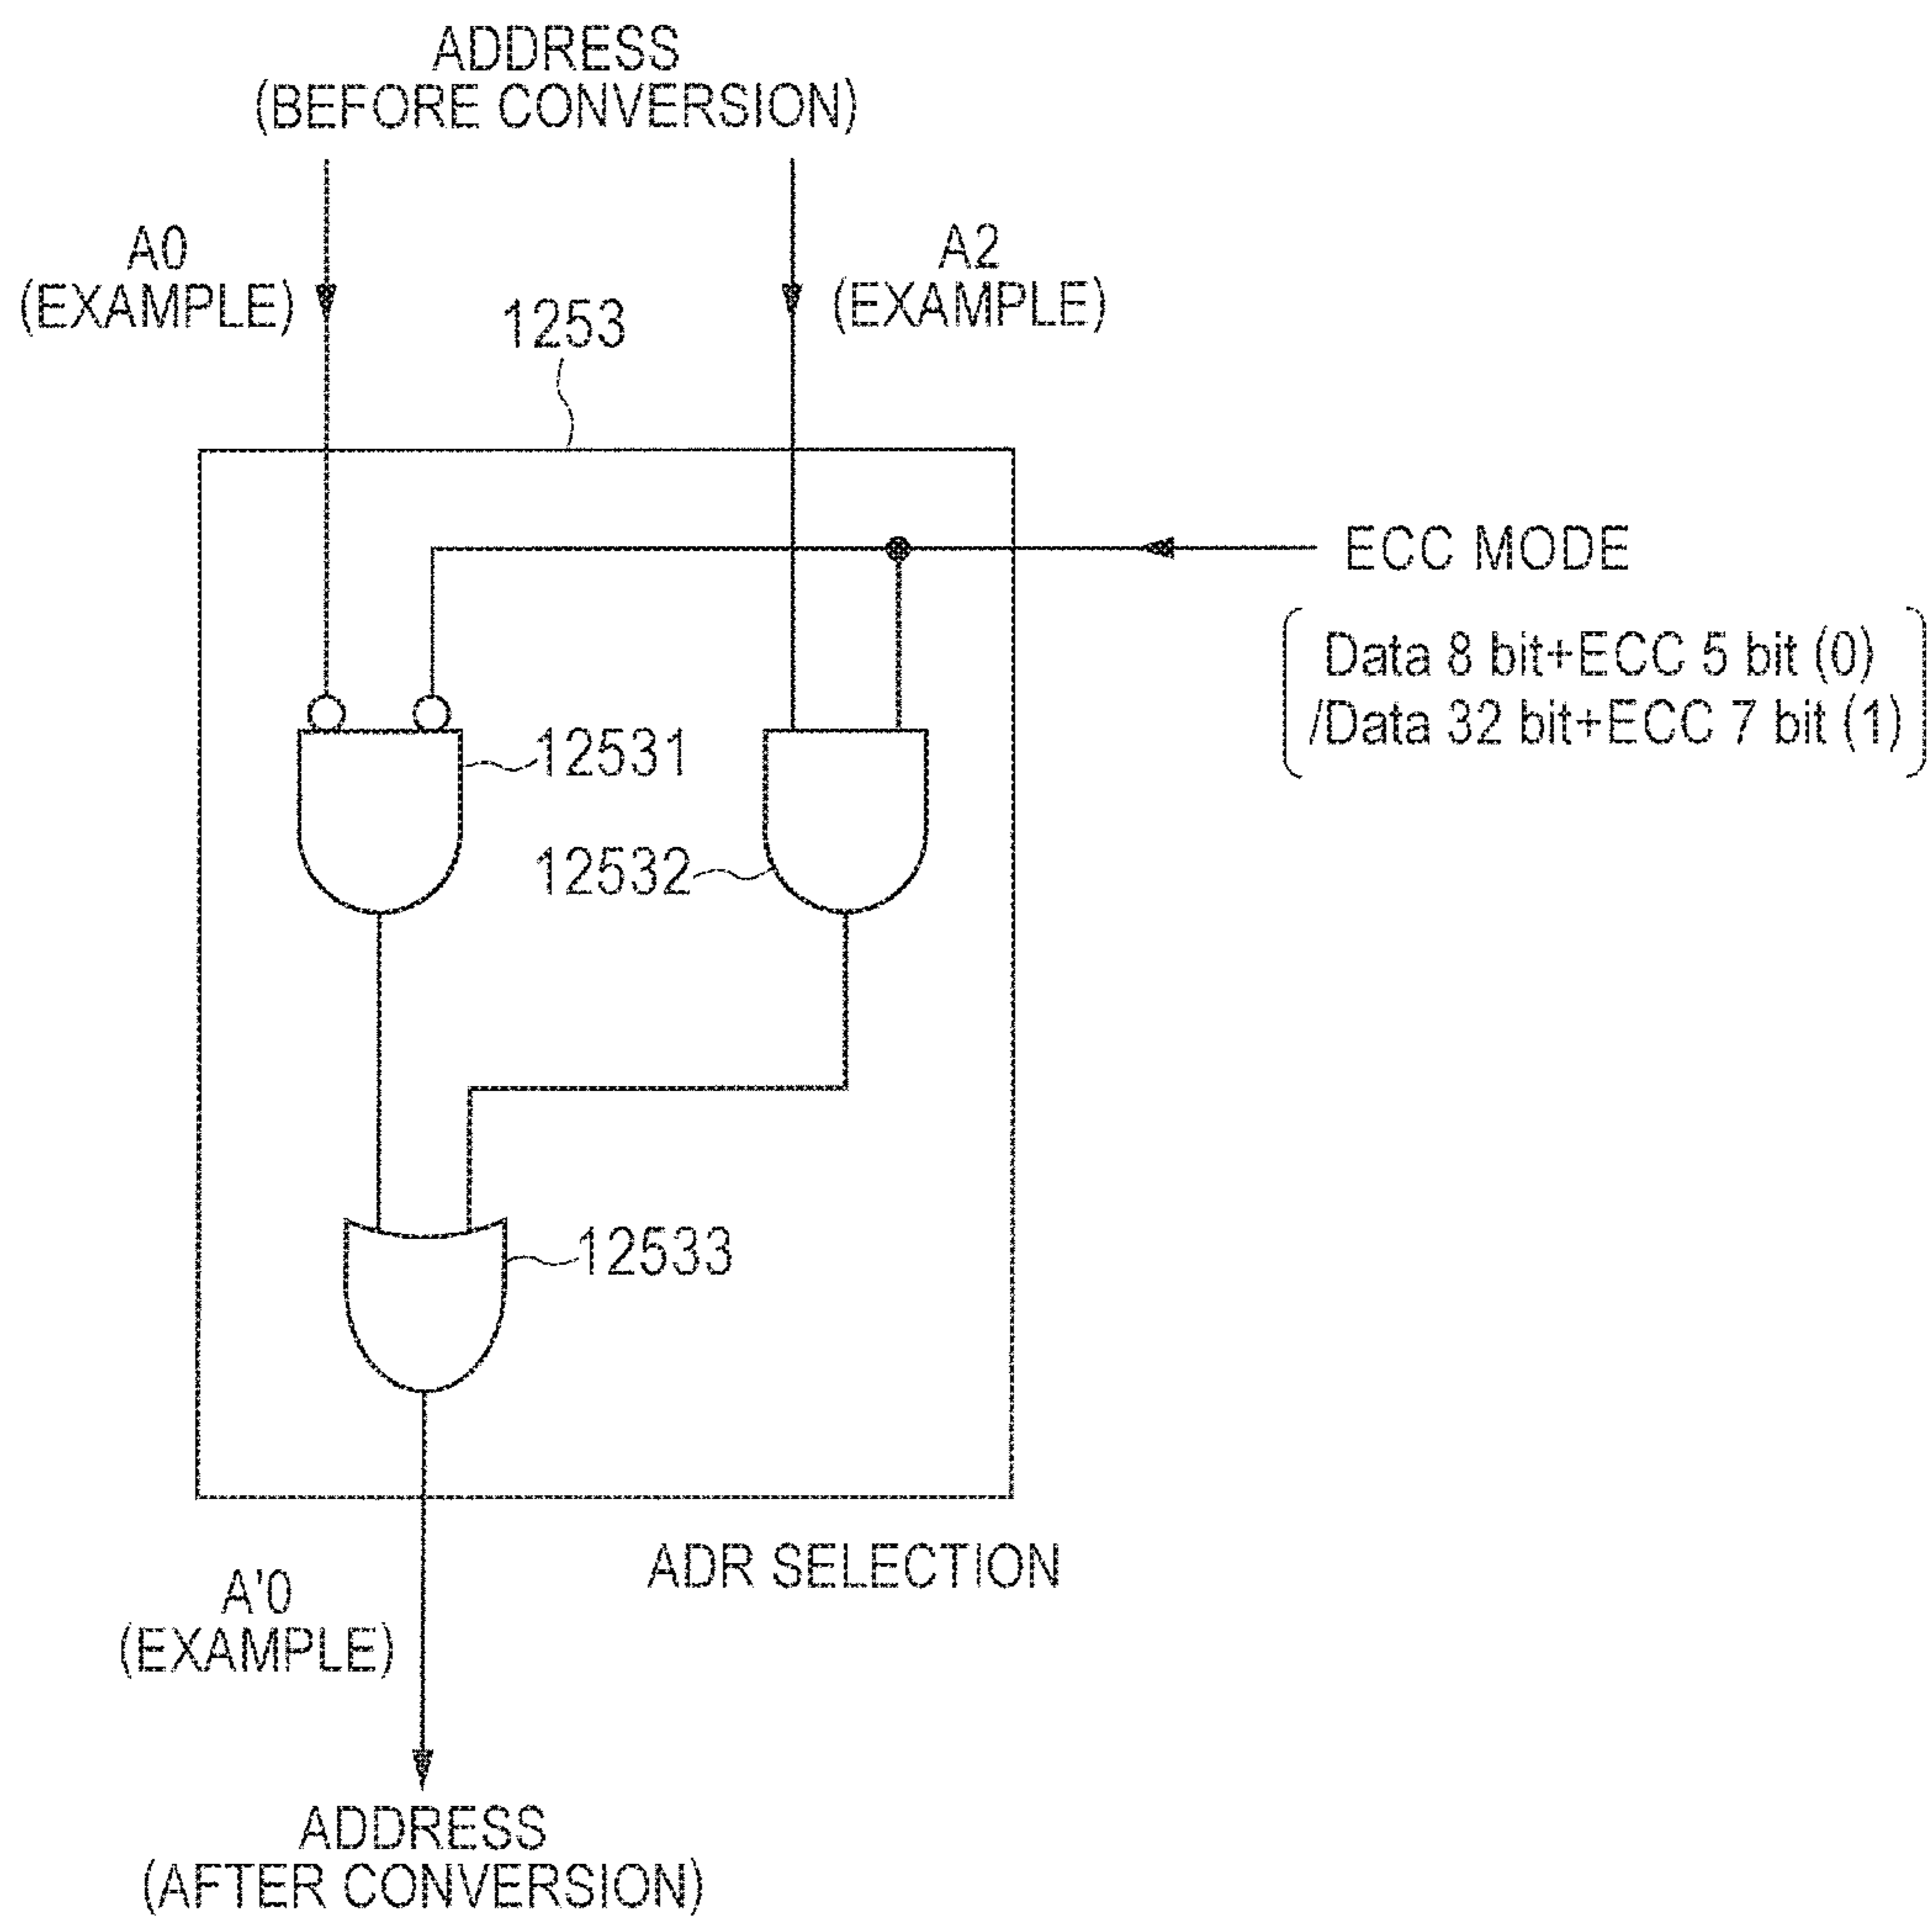 ADDRESS
(BEFORE CONVERSION)
A0
(EXAMPLE)
A2
(EXAMPLE)
1253
ECC MODE
Data 8 bit+ECC 5 bit (0)
/Data 32 bit+ECC 7 bit (1)
12531
12532
12533
ADR SELECTION
A'0
(EXAMPLE)
ADDRESS
(AFTER CONVERSION)